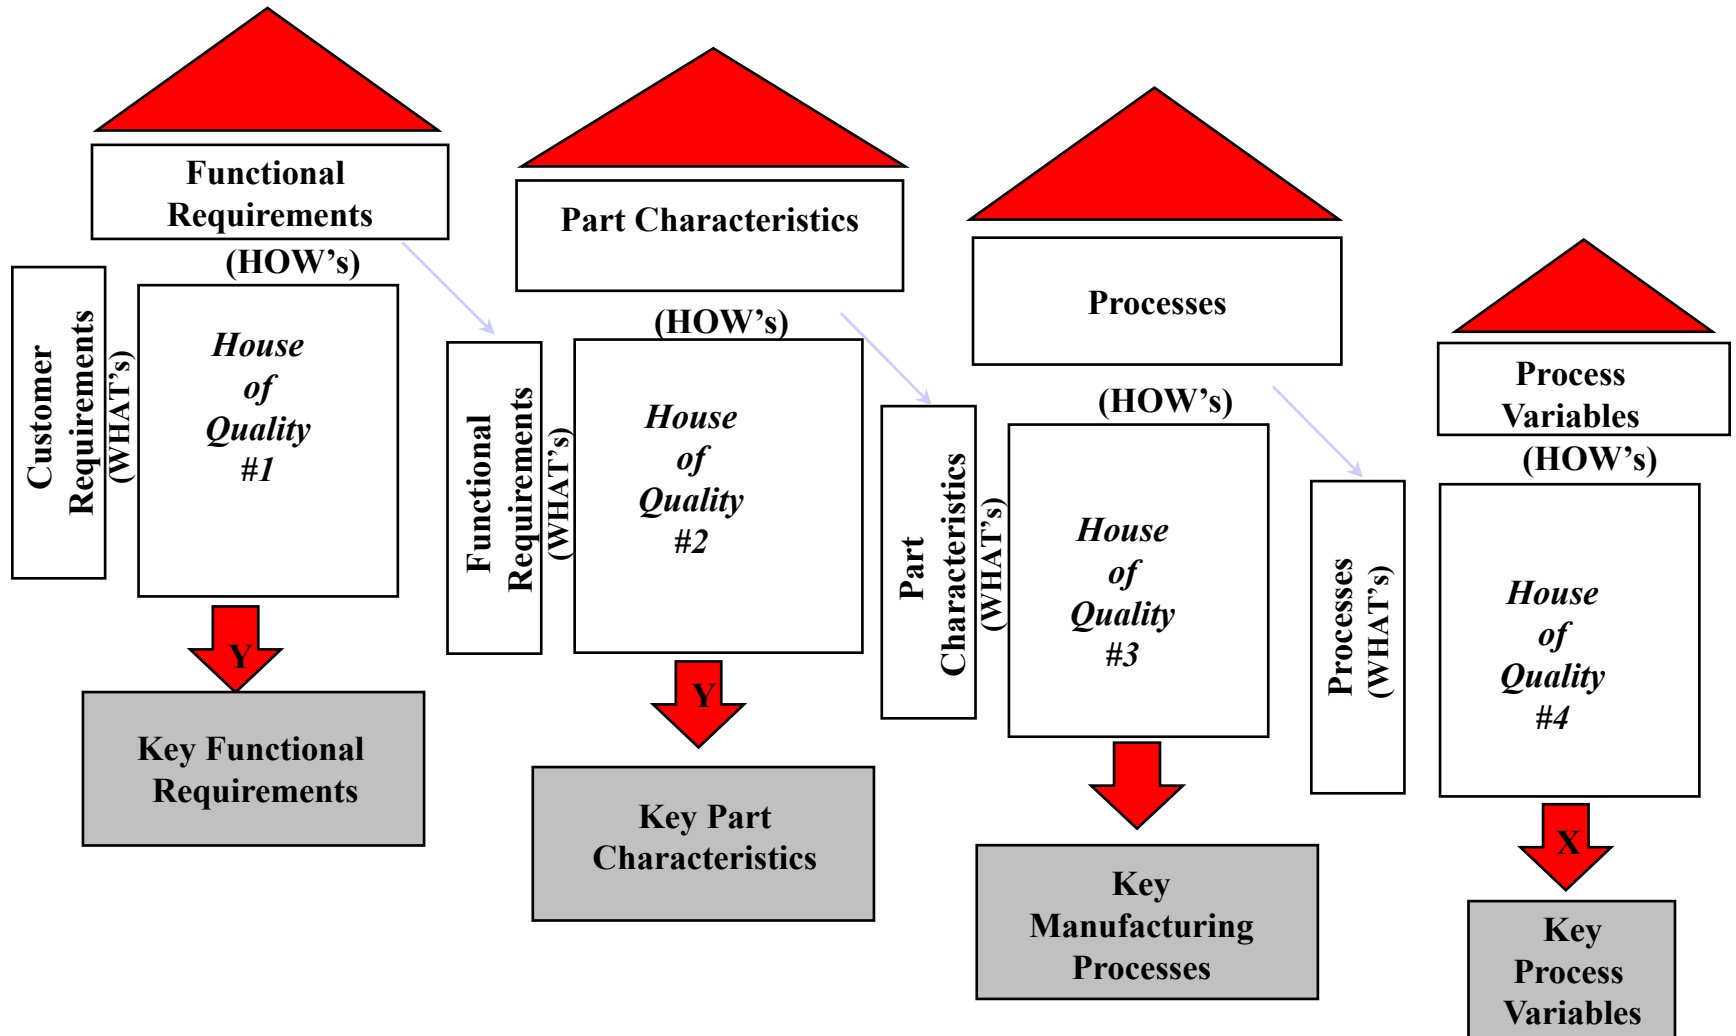 Functional
Requirements
(HOW's)
Customer
Requirements
(WHAT's)
House
of
Quality
#1
Y
Key Functional
Requirements
Part Characteristics
(HOW's)
Functional
Requirements
(WHAT's)
House
of
Quality
#2
Y
Key Part
Characteristics
Processes
(HOW's)
Part
Characteristics
(WHAT's)
House
of
Quality
#3
Key
Manufacturing
Processes
Process
Variables
(HOW's)
Processes
(WHAT's)
House
of
Quality
#4
X
Key
Process
Variables